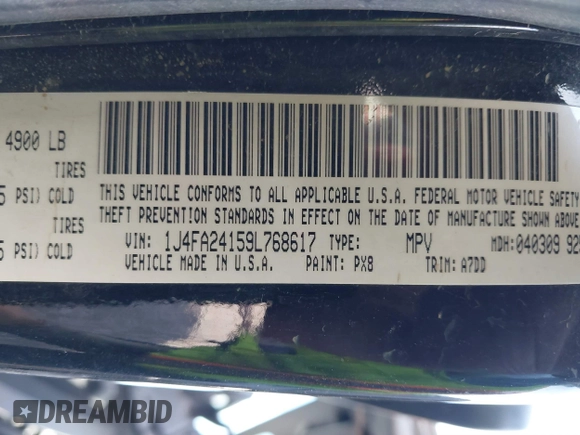 4900 LB
TIRES
5 PSI) COLD
TIRES
5 PSI) COLD
THIS VEHICLE CONFORMS TO ALL APPLICABLE U.S.A. FEDERAL MOTOR VEHICLE SAFETY
THEFT PREVENTION STANDARDS IN EFFECT ON THE DATE OF MANUFACTURE SHOWN ABOV
VIN: 1J4FA24159L768617 TYPE: MPV MDH:040309 92
VEHICLE MADE IN U.S.A. PAINT: PX8 TRIM: A7DD
DREAMBID